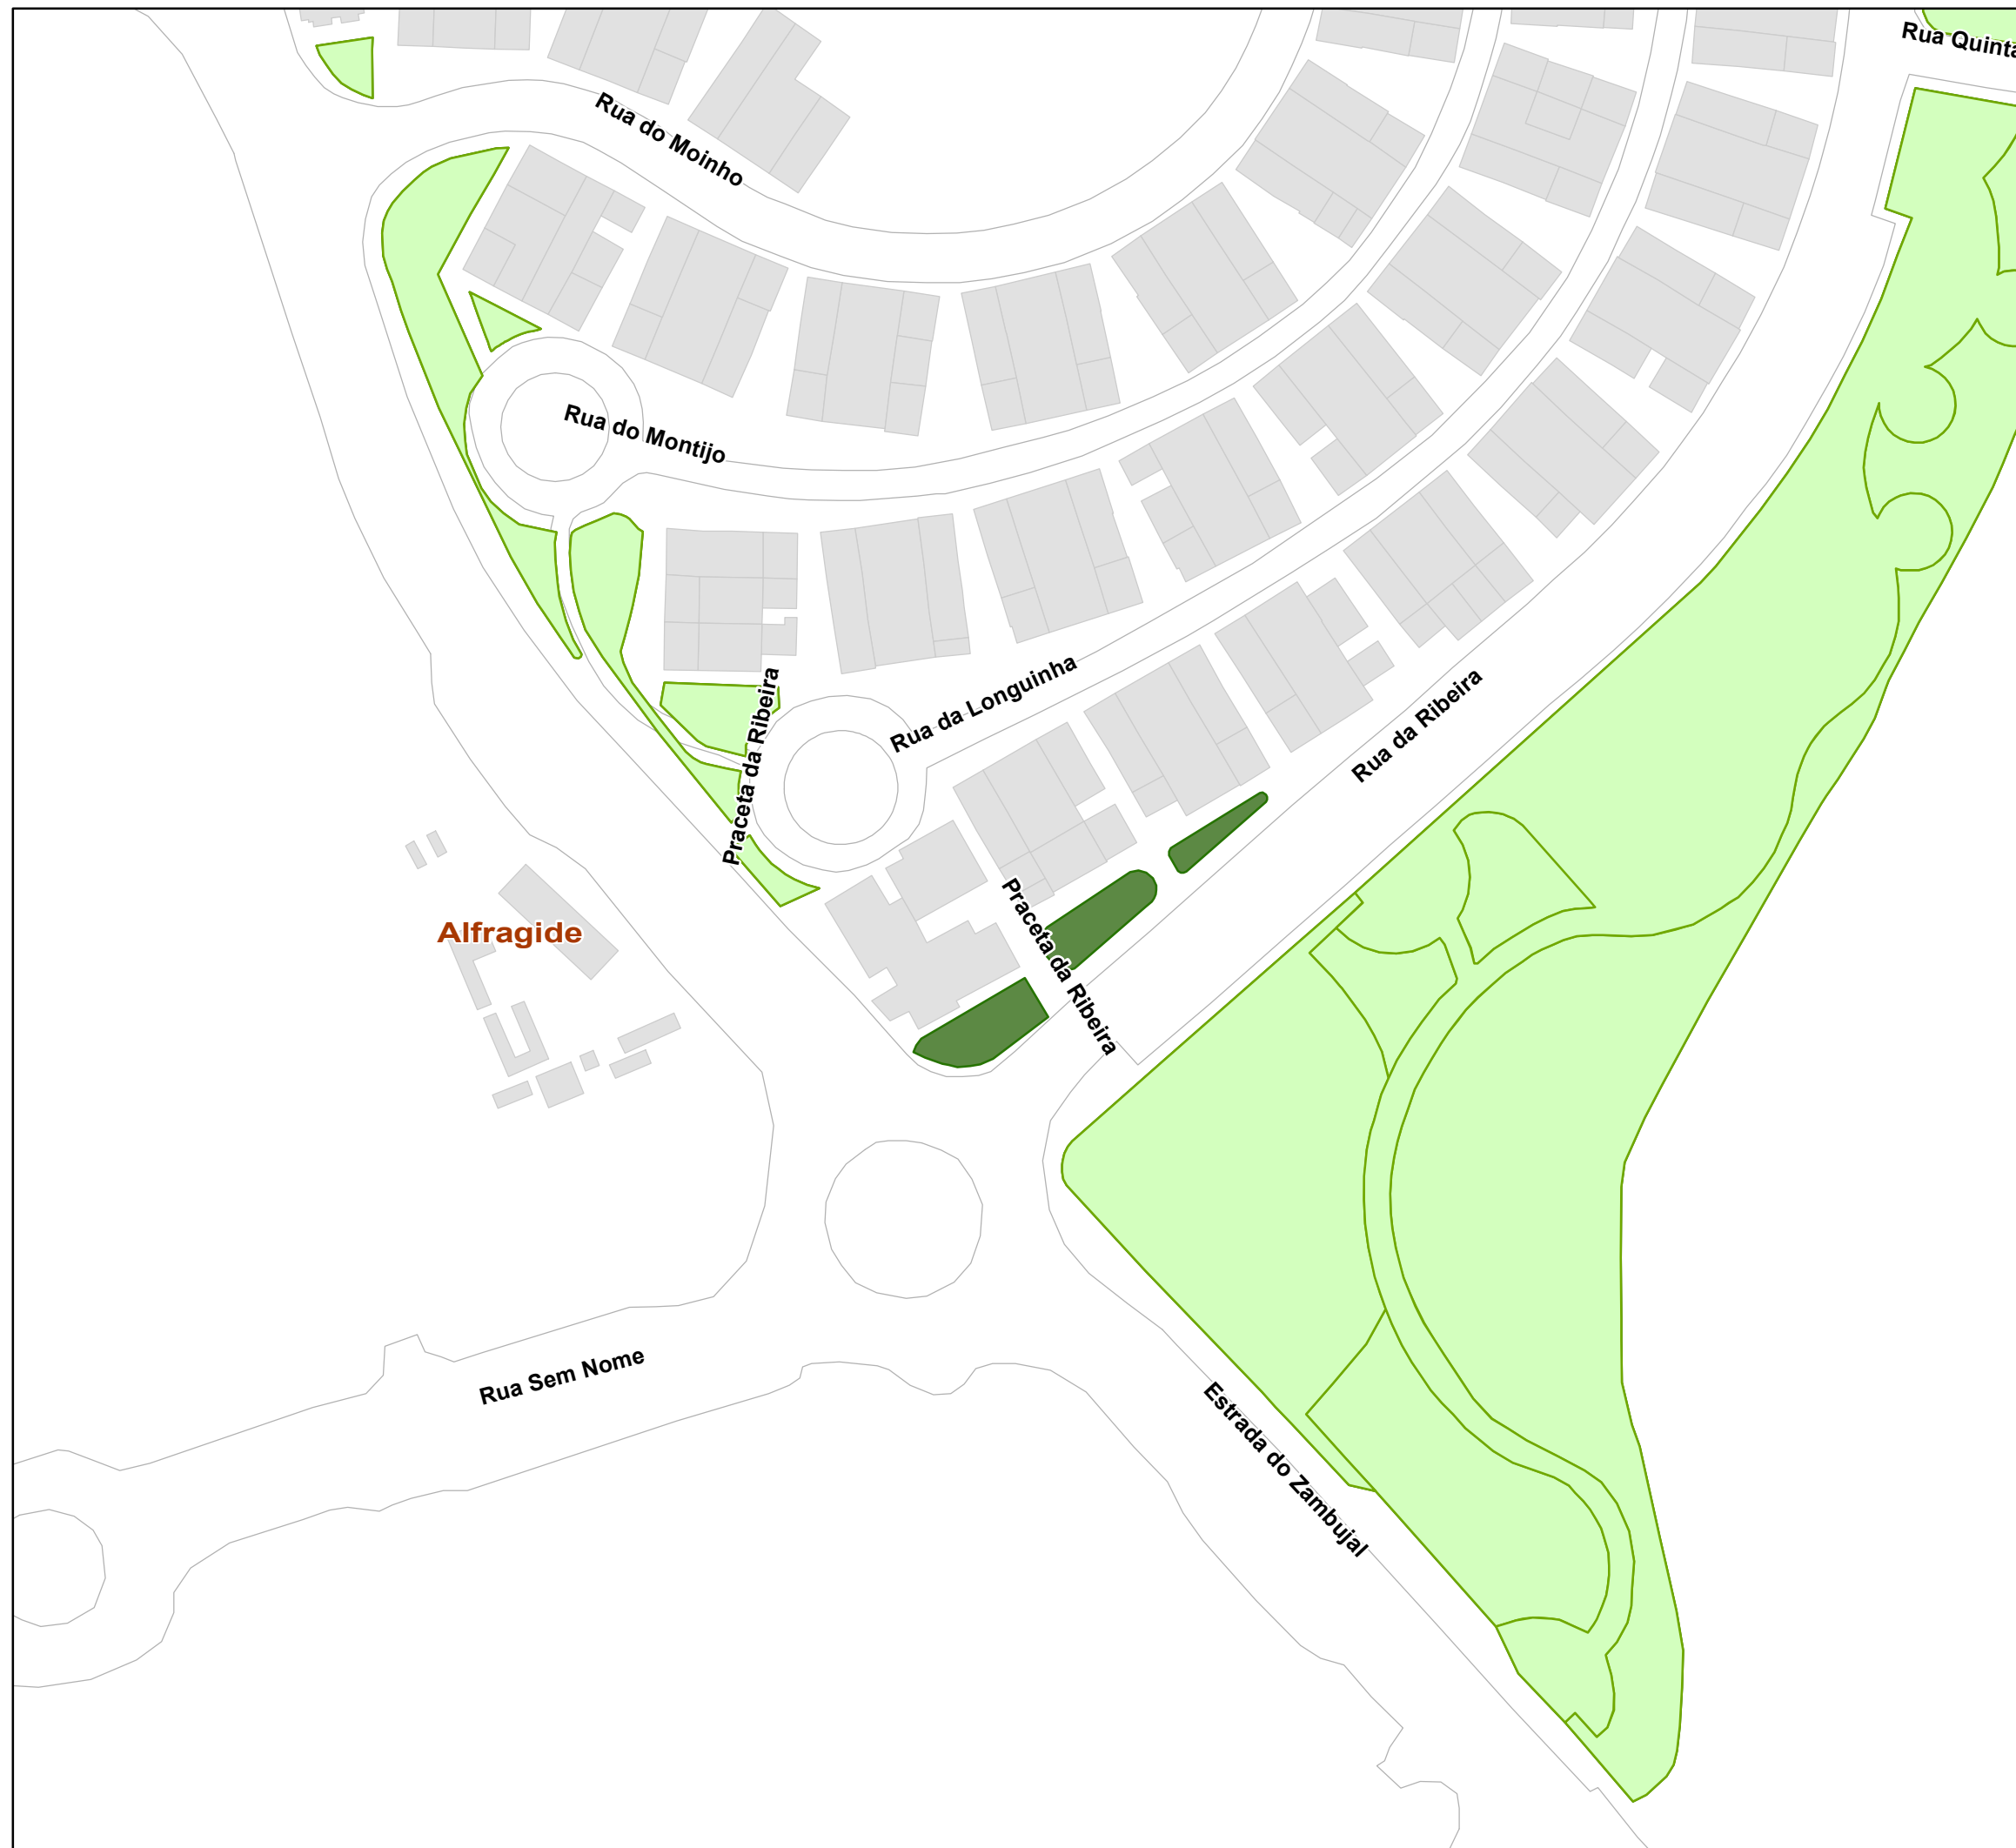 Rua Quinta
Rua do Moinho
Rua do Montijo
Rua da Longuinha
Praceta da Ribeira
Rua da Ribeira
Praceta da Ribeira
Alfragide
Rua Sem Nome
Estrada do Zambujal